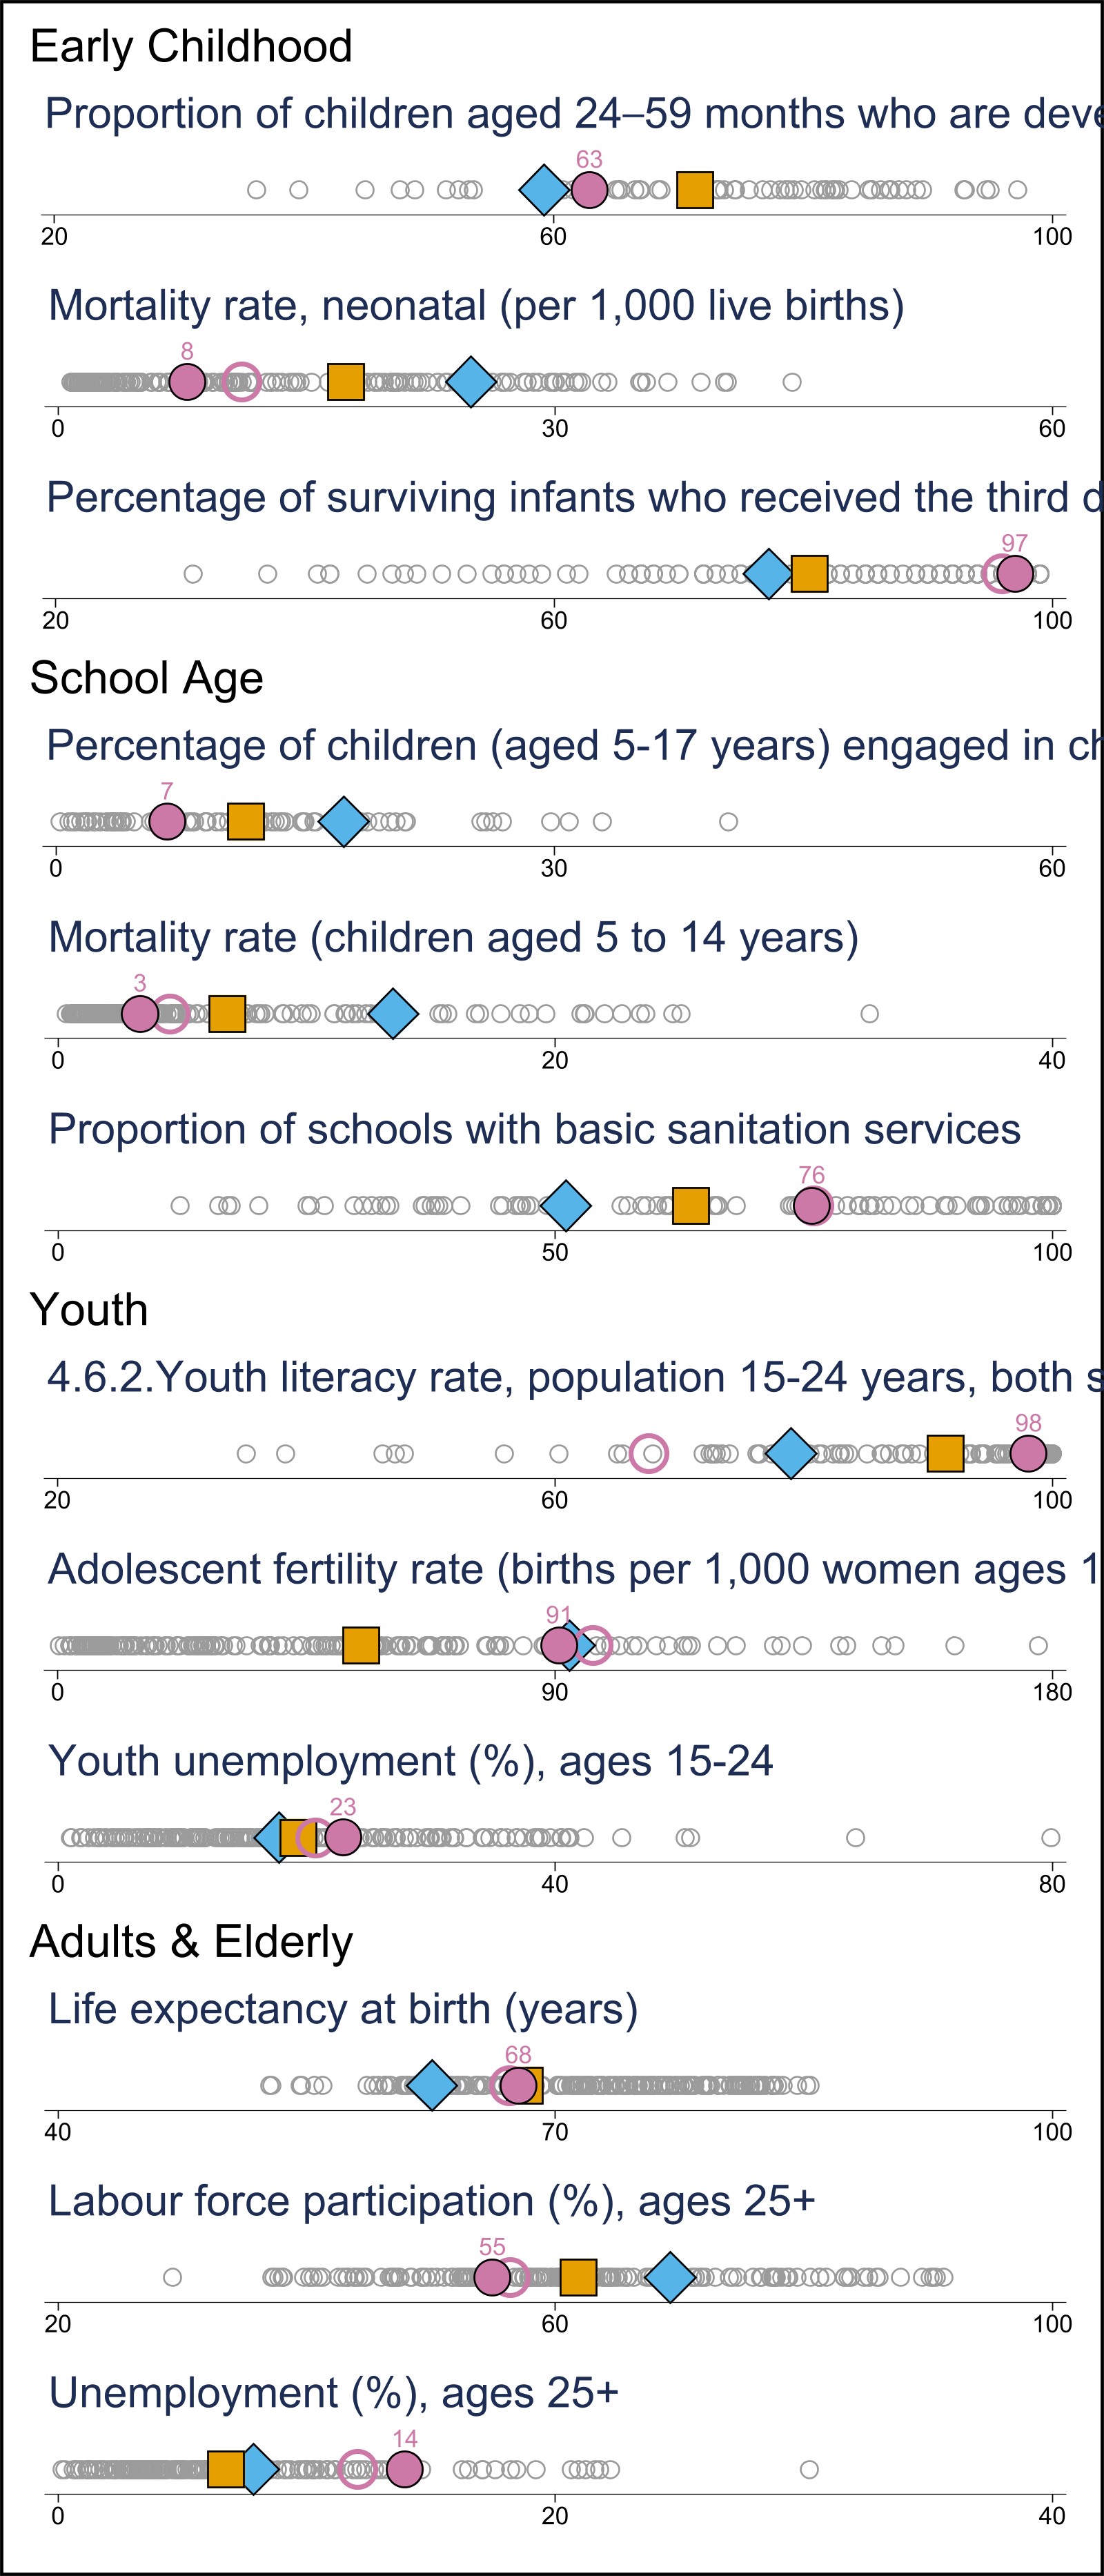 Early Childhood
Proportion of children aged 24–59 months who are deve
63
20 60 100
Mortality rate, neonatal (per 1,000 live births)
8
0 30 60
Percentage of surviving infants who received the third d
97
20 60 100
School Age
Percentage of children (aged 5-17 years) engaged in ch
7
0 30 60
Mortality rate (children aged 5 to 14 years)
3
0 20 40
Proportion of schools with basic sanitation services
76
0 50 100
Youth
4.6.2.Youth literacy rate, population 15-24 years, both s
98
20 60 100
Adolescent fertility rate (births per 1,000 women ages 1
91
0 90 180
Youth unemployment (%), ages 15-24
23
0 40 80
Adults & Elderly
Life expectancy at birth (years)
68
40 70 100
Labour force participation (%), ages 25+
55
20 60 100
Unemployment (%), ages 25+
14
0 20 40